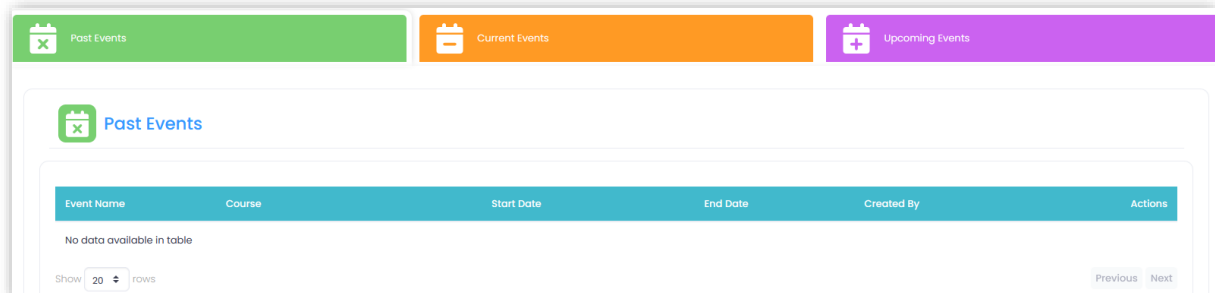 Past Events Current Events Upcoming Events
Past Events
Event Name Course Start Date End Date Created By Actions
No data available in table
Show 20 rows Previous Next